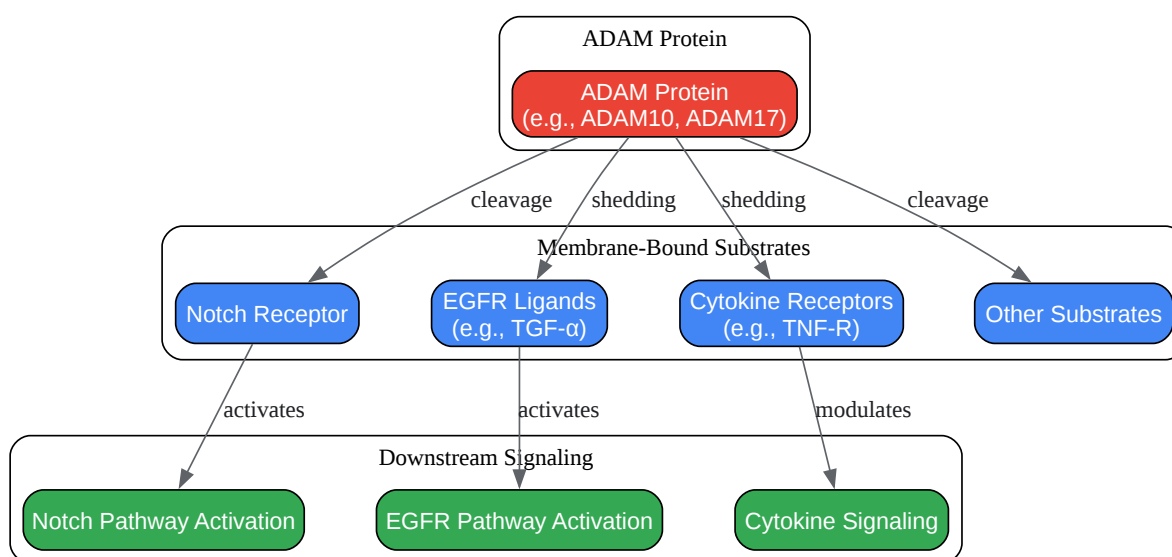 ADAM Protein
ADAM Protein
(e.g., ADAM10, ADAM17)
cleavage
shedding
shedding
cleavage
Membrane-Bound Substrates
Notch Receptor
EGFR Ligands
(e.g., TGF-α)
Cytokine Receptors
(e.g., TNF-R)
Other Substrates
activates
activates
modulates
Downstream Signaling
Notch Pathway Activation
EGFR Pathway Activation
Cytokine Signaling